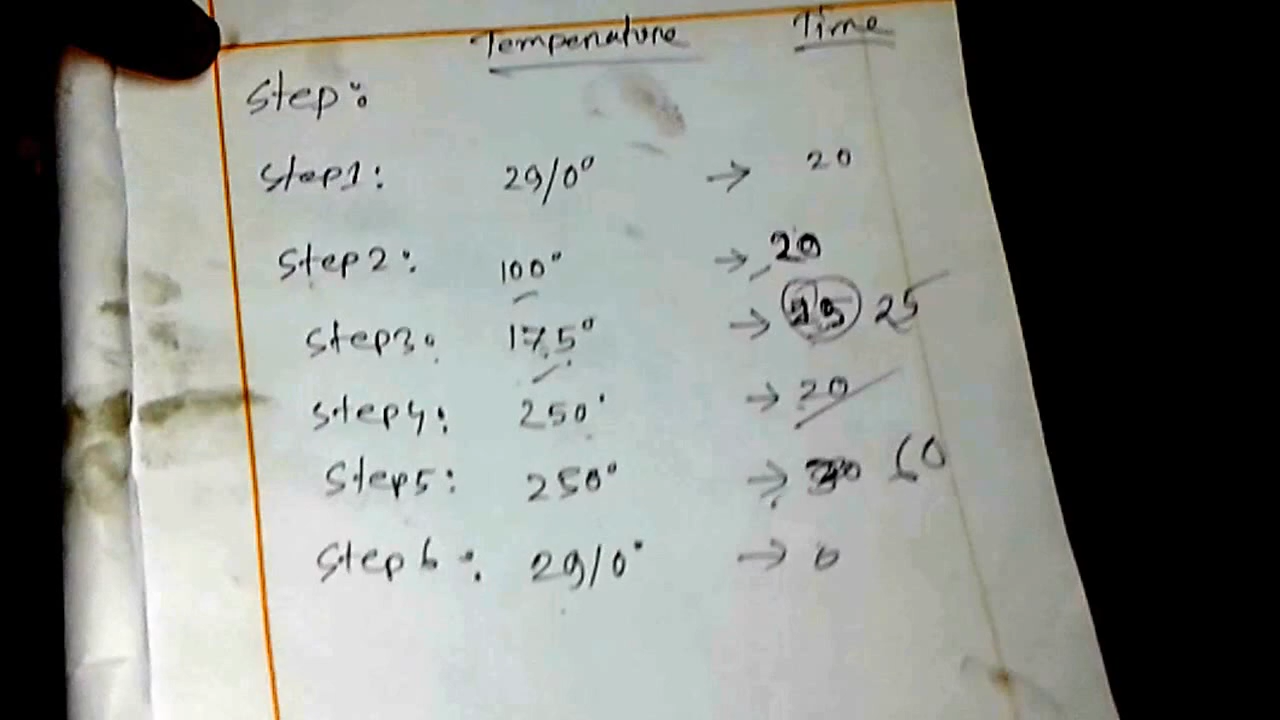 Temperature Time
Step:
Step1: 29/0° → 20
Step2: 100° → 20
Step3: 175° → 25
Step4: 250° → 20
Step5: 250° → 60
Step6: 29/0° → 0